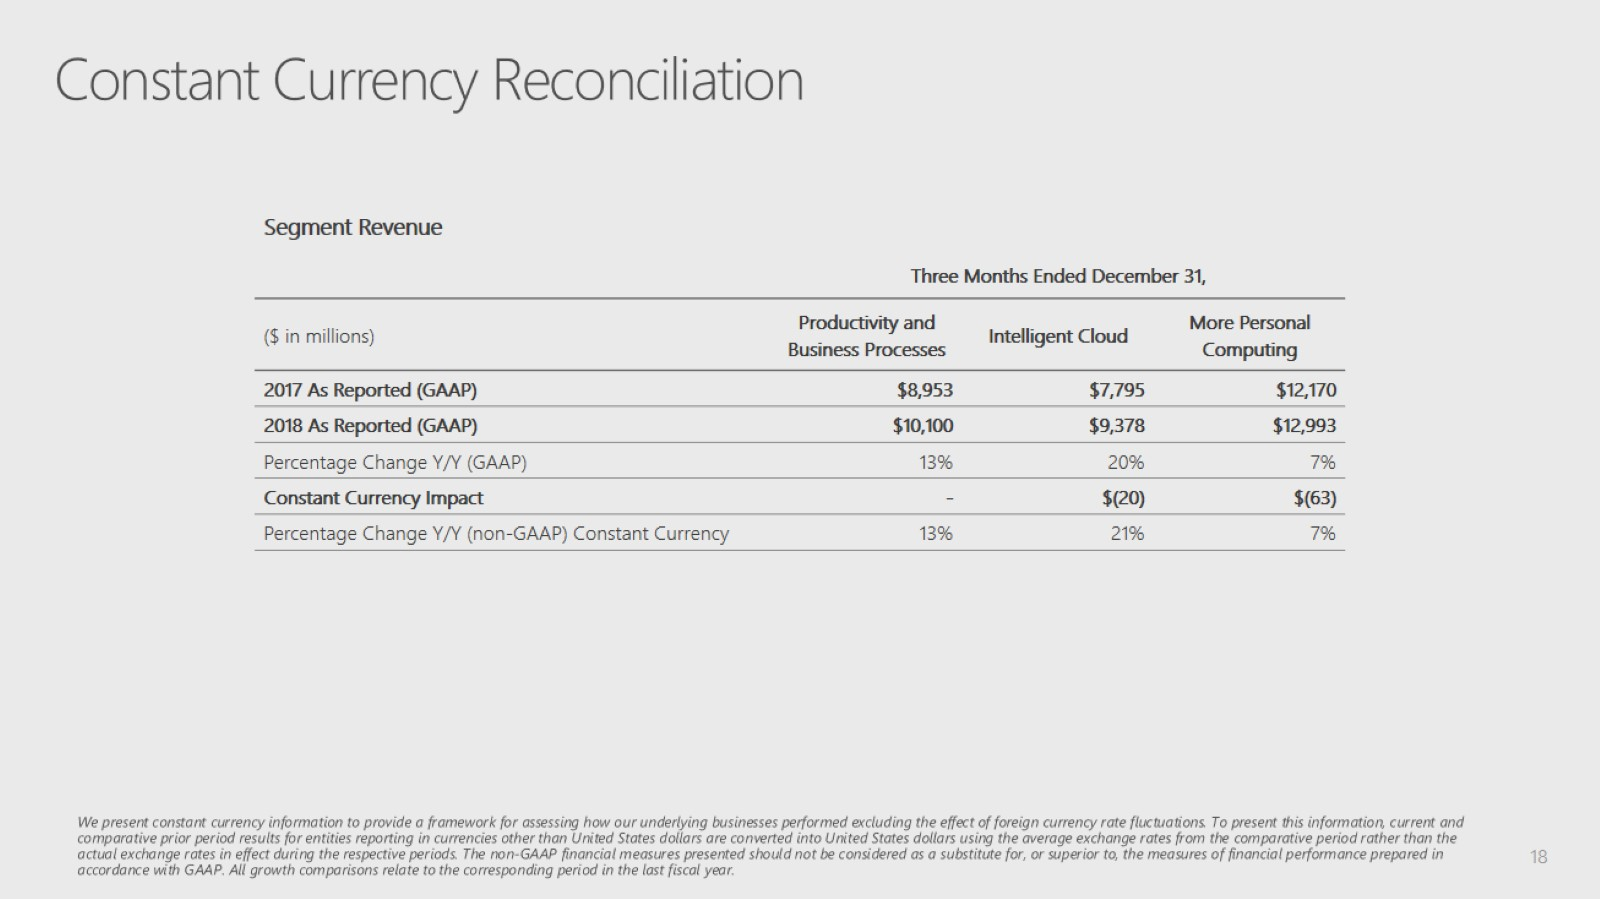 Constant Currency Reconciliation
Segment Revenue
Three Months Ended December 31,
($ in millions) Productivity and Business Processes Intelligent Cloud More Personal Computing
2017 As Reported (GAAP) $8,953 $7,795 $12,170
2018 As Reported (GAAP) $10,100 $9,378 $12,993
Percentage Change Y/Y (GAAP) 13% 20% 7%
Constant Currency Impact - $(20) $(63)
Percentage Change Y/Y (non-GAAP) Constant Currency 13% 21% 7%
We present constant currency information to provide a framework for assessing how our underlying businesses performed excluding the effect of foreign currency rate fluctuations. To present this information, current and
comparative prior period results for entities reporting in currencies other than United States dollars are converted into United States dollars using the average exchange rates from the comparative period rather than the
actual exchange rates in effect during the respective periods. The non-GAAP financial measures presented should not be considered as a substitute for, or superior to, the measures of financial performance prepared in
accordance with GAAP. All growth comparisons relate to the corresponding period in the last fiscal year.
18